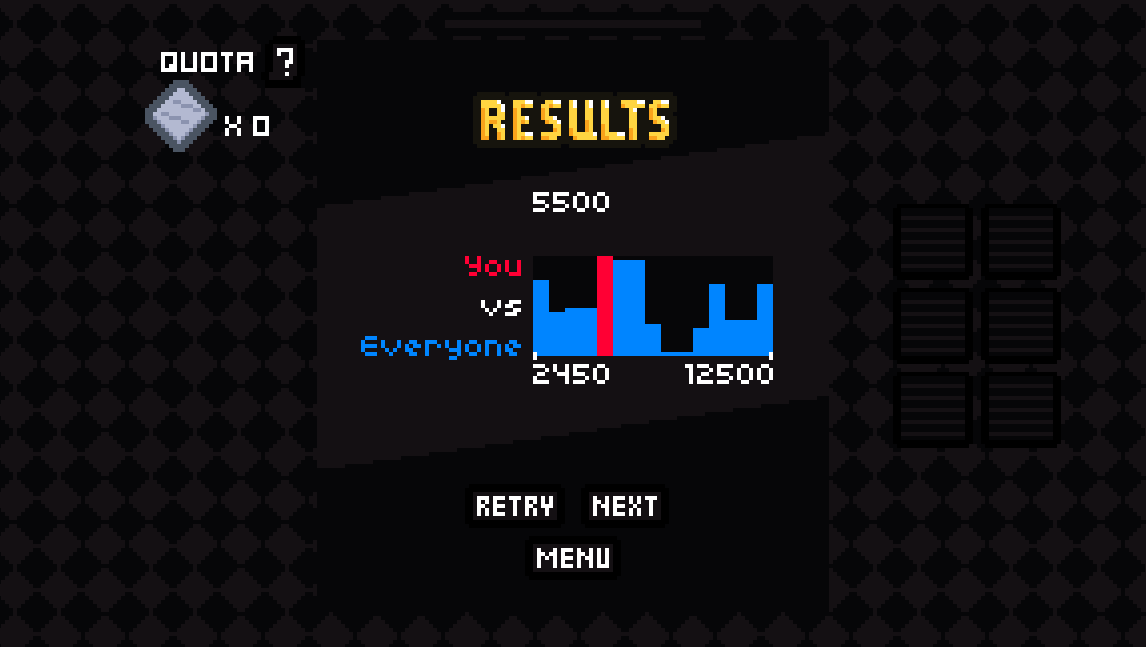 QUOTA ?
x 0
RESULTS
5500
You
vs
Everyone
2450 12500
RETRY NEXT
MENU